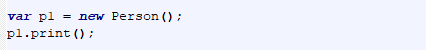 var p1 = new Person();
p1.print();